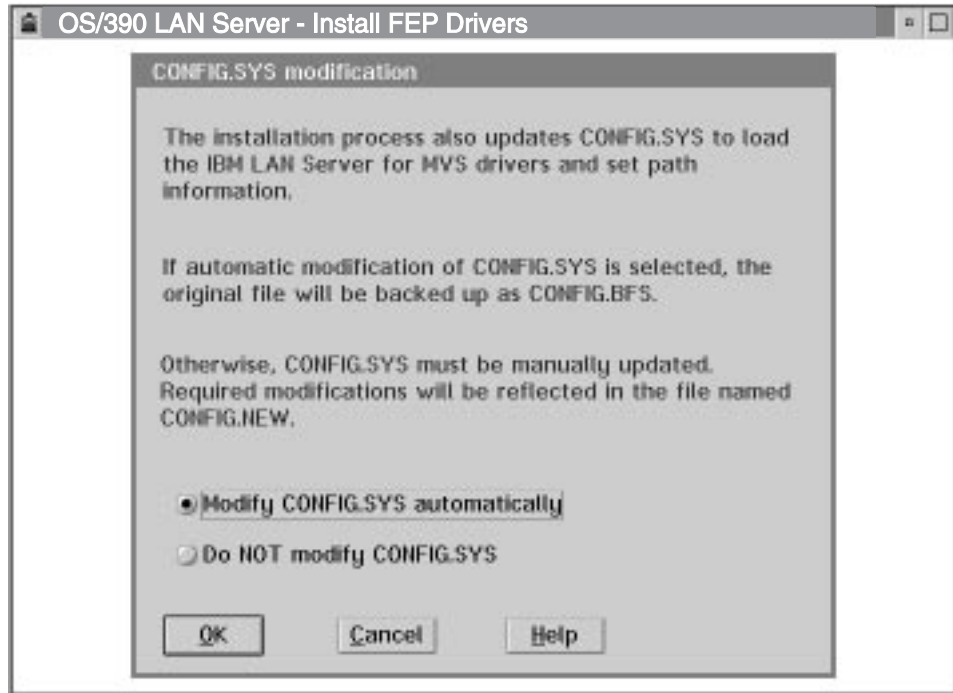 OS/390 LAN Server - Install FEP Drivers
CONFIG.SYS modification
The installation process also updates CONFIG.SYS to load
the IBM LAN Server for MVS drivers and set path
information.
If automatic modification of CONFIG.SYS is selected, the
original file will be backed up as CONFIG.BFS.
Otherwise, CONFIG.SYS must be manually updated.
Required modifications will be reflected in the file named
CONFIG.NEW.
Modify CONFIG.SYS automatically
Do NOT modify CONFIG.SYS
OK
Cancel
Help